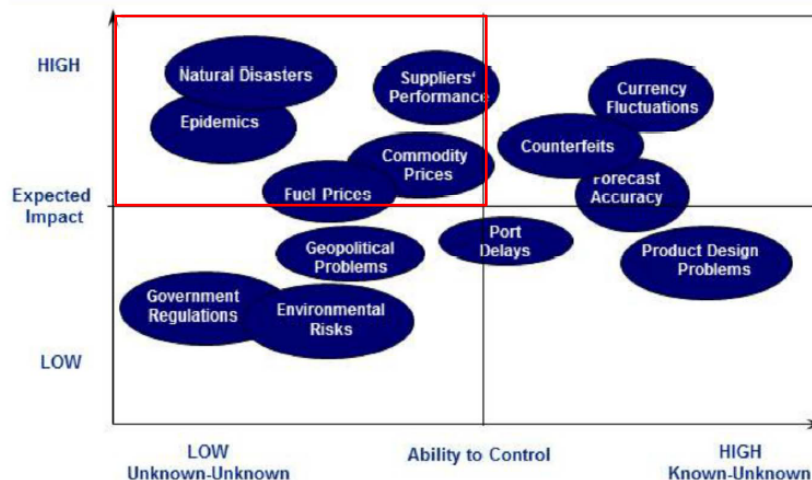 HIGH
Natural Disasters
Suppliers'
Performance
Currency
Fluctuations
Epidemics
Counterfeits
Commodity
Prices
Forecast
Accuracy
Fuel Prices
Expected
Impact
Port
Delays
Geopolitical
Problems
Product Design
Problems
Government
Regulations
Environmental
Risks
LOW
LOW
Unknown-Unknown
Ability to Control
HIGH
Known-Unknown